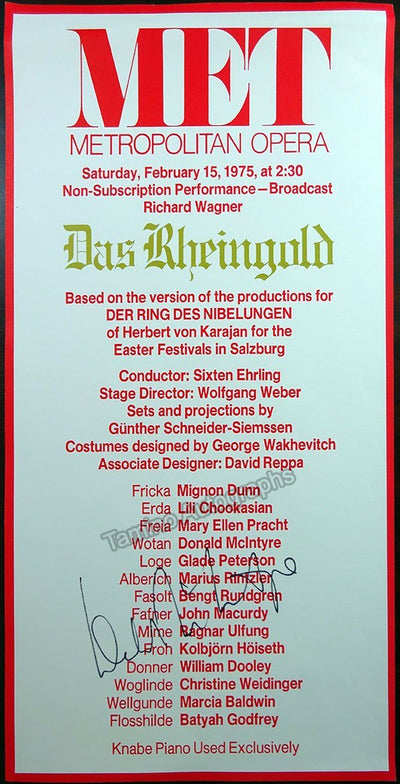 MET
METROPOLITAN OPERA
Saturday, February 15, 1975, at 2:30
Non-Subscription Performance—Broadcast
Richard Wagner
Das Rheingold
Based on the version of the productions for
DER RING DES NIBELUNGEN
of Herbert von Karajan for the
Easter Festivals in Salzburg
Conductor: Sixten Ehrling
Stage Director: Wolfgang Weber
Sets and projections by
Günther Schneider-Siemssen
Costumes designed by George Wakhevitch
Associate Designer: David Reppa
Fricka Mignon Dunn
Erda Lili Chookasian
Freia Mary Ellen Pracht
Wotan Donald McIntyre
Loge Glade Peterson
Alberich Marius Rintzler
Fasolt Bengt Rundgren
Fafner John Macurdy
Mime Ragnar Ulfung
Froh Kolbjörn Höiseth
Donner William Dooley
Woglinde Christine Weidinger
Wellgunde Marcia Baldwin
Flosshilde Batyah Godfrey
Knabe Piano Used Exclusively
Tamino Autographs